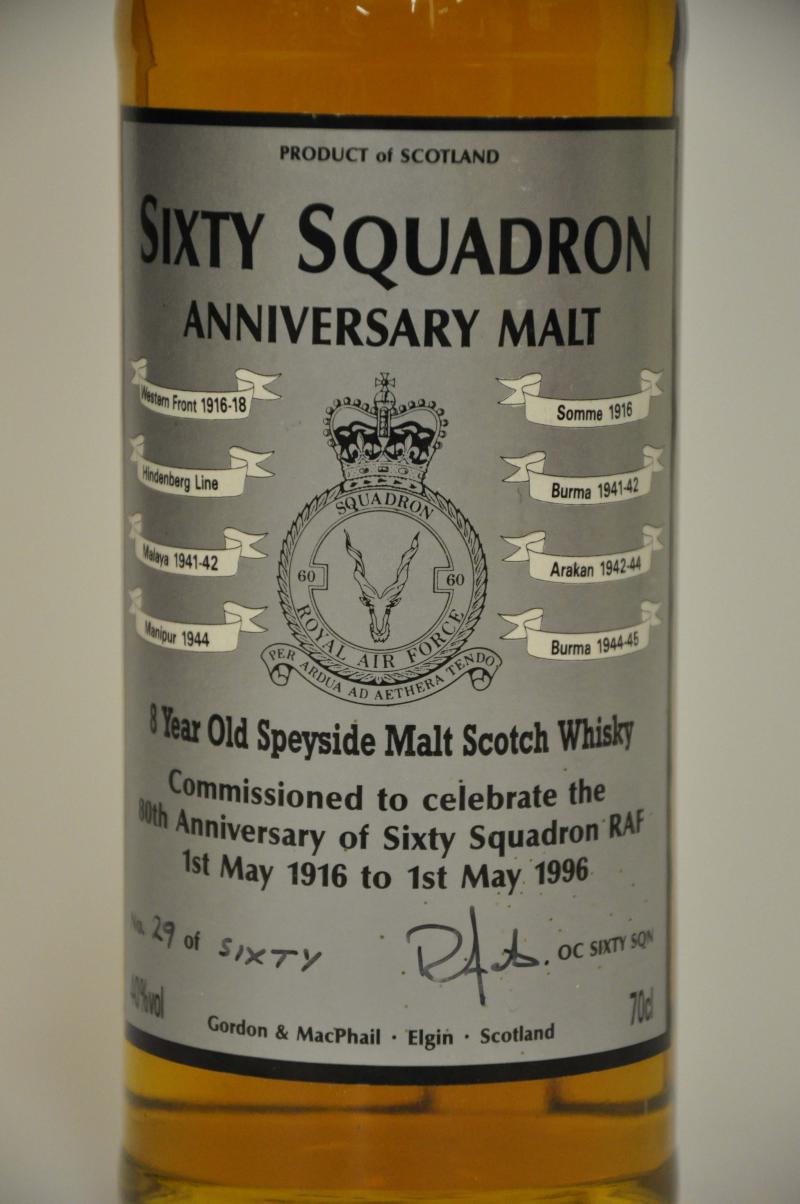 PRODUCT of SCOTLAND
SIXTY SQUADRON
ANNIVERSARY MALT
Western Front 1916-18
Somme 1916
Hindenberg Line
Burma 1941-42
Malaya 1941-42
Arakan 1942-44
Manipur 1944
Burma 1944-45
SQUADRON
60
60
ROYAL AIR FORCE
PER ARDUA AD AETHERA TENDO
8 Year Old Speyside Malt Scotch Whisky
Commissioned to celebrate the
80th Anniversary of Sixty Squadron RAF
1st May 1916 to 1st May 1996
No. 29 of SIXTY
OC SIXTY SQN
40%vol
70cl
Gordon & MacPhail · Elgin · Scotland